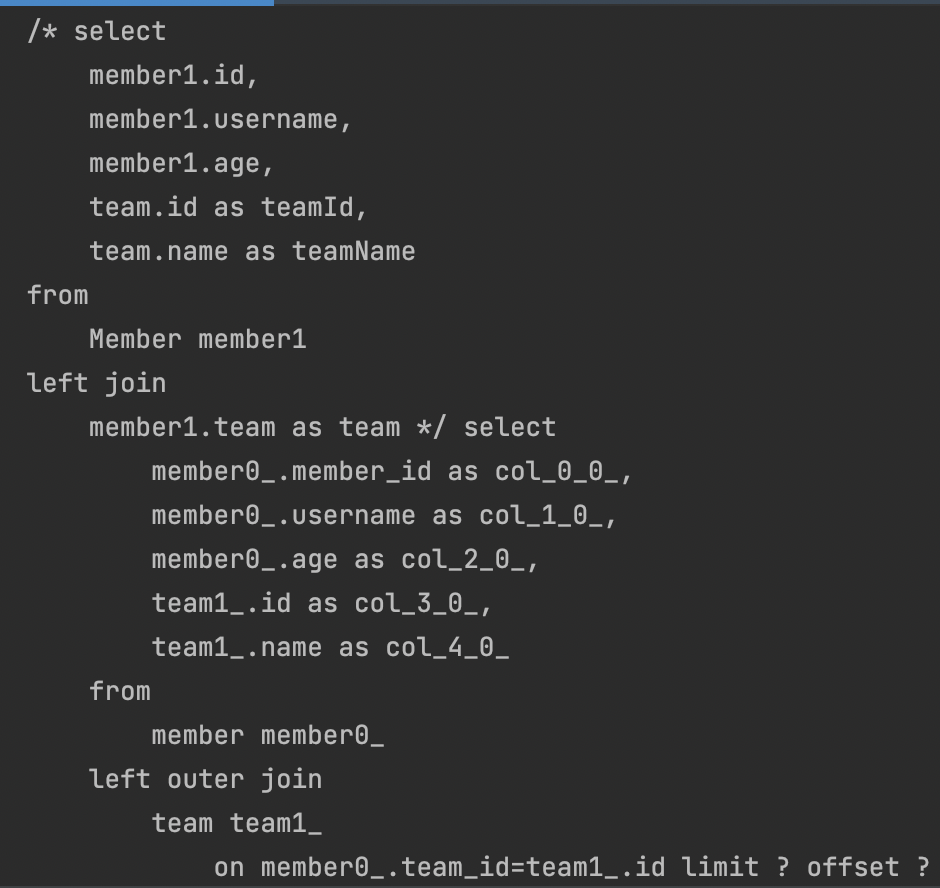 /* select
    member1.id,
    member1.username,
    member1.age,
    team.id as teamId,
    team.name as teamName
from
    Member member1
left join
    member1.team as team */ select
        member0_.member_id as col_0_0_,
        member0_.username as col_1_0_,
        member0_.age as col_2_0_,
        team1_.id as col_3_0_,
        team1_.name as col_4_0_
    from
        member member0_
    left outer join
        team team1_
            on member0_.team_id=team1_.id limit ? offset ?